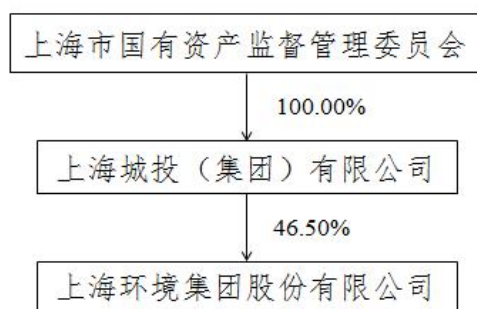 上海市国有资产监督管理委员会
100.00%
上海城投（集团）有限公司
46.50%
上海环境集团股份有限公司